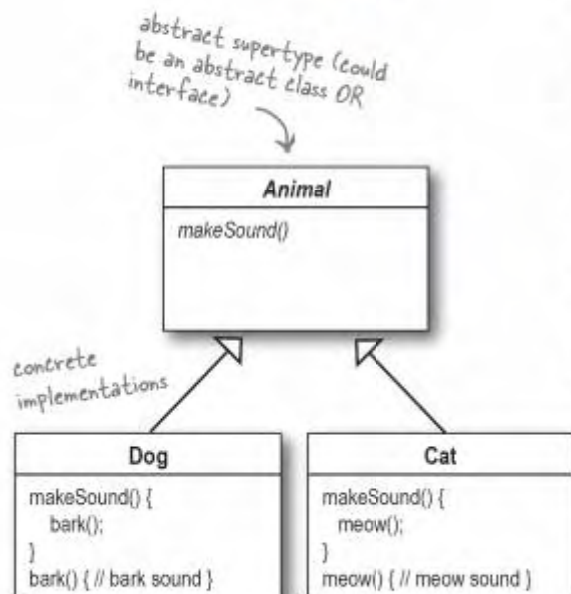 abstract supertype (could
be an abstract class OR
interface)
Animal
makeSound()
concrete
implementations
Dog
makeSound() {
bark();
}
bark() { // bark sound }
Cat
makeSound() {
meow();
}
meow() { // meow sound }